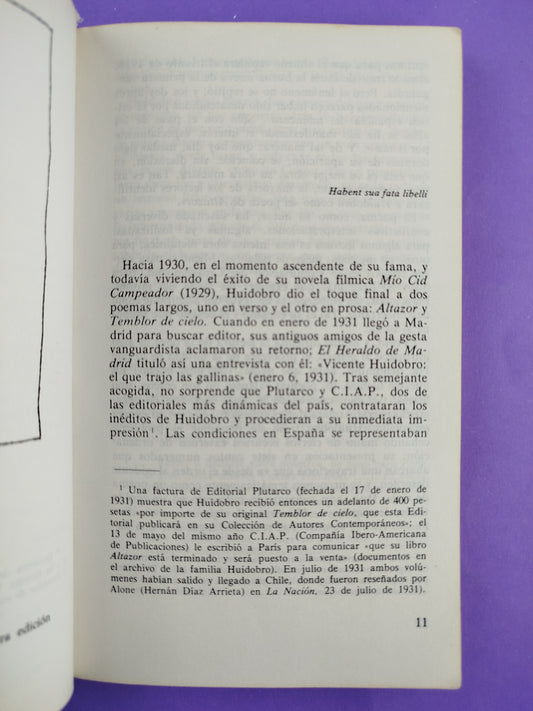 Habent sua fata libelli
Hacia 1930, en el momento ascendente de su fama, y
todavía viviendo el éxito de su novela fílmica Mío Cid
Campeador (1929), Huidobro dio el toque final a dos
poemas largos, uno en verso y el otro en prosa: Altazor y
Temblor de cielo. Cuando en enero de 1931 llegó a Ma-
drid para buscar editor, sus antiguos amigos de la gesta
vanguardista aclamaron su retorno; El Heraldo de Ma-
drid tituló así una entrevista con él: «Vicente Huidobro:
el que trajo las gallinas» (enero 6, 1931). Tras semejante
acogida, no sorprende que Plutarco y C.I.A.P., dos de
las editoriales más dinámicas del país, contrataran los
inéditos de Huidobro y procedieran a su inmediata im-
presión¹. Las condiciones en España se representaban
¹ Una factura de Editorial Plutarco (fechada el 17 de enero de
1931) muestra que Huidobro recibió entonces un adelanto de 400 pe-
setas «por importe de su original Temblor de cielo, que esta Edi-
torial publicará en su Colección de Autores Contemporáneos»; el
13 de mayo del mismo año C.I.A.P. (Compañía Ibero-Americana
de Publicaciones) le escribió a París para comunicar «que su libro
Altazor está terminado y será puesto a la venta» (documentos en
el archivo de la familia Huidobro). En julio de 1931 ambos volú-
menes habían salido y llegado a Chile, donde fueron reseñados por
Alone (Hernán Díaz Arrieta) en La Nación, 23 de julio de 1931).
11
edición